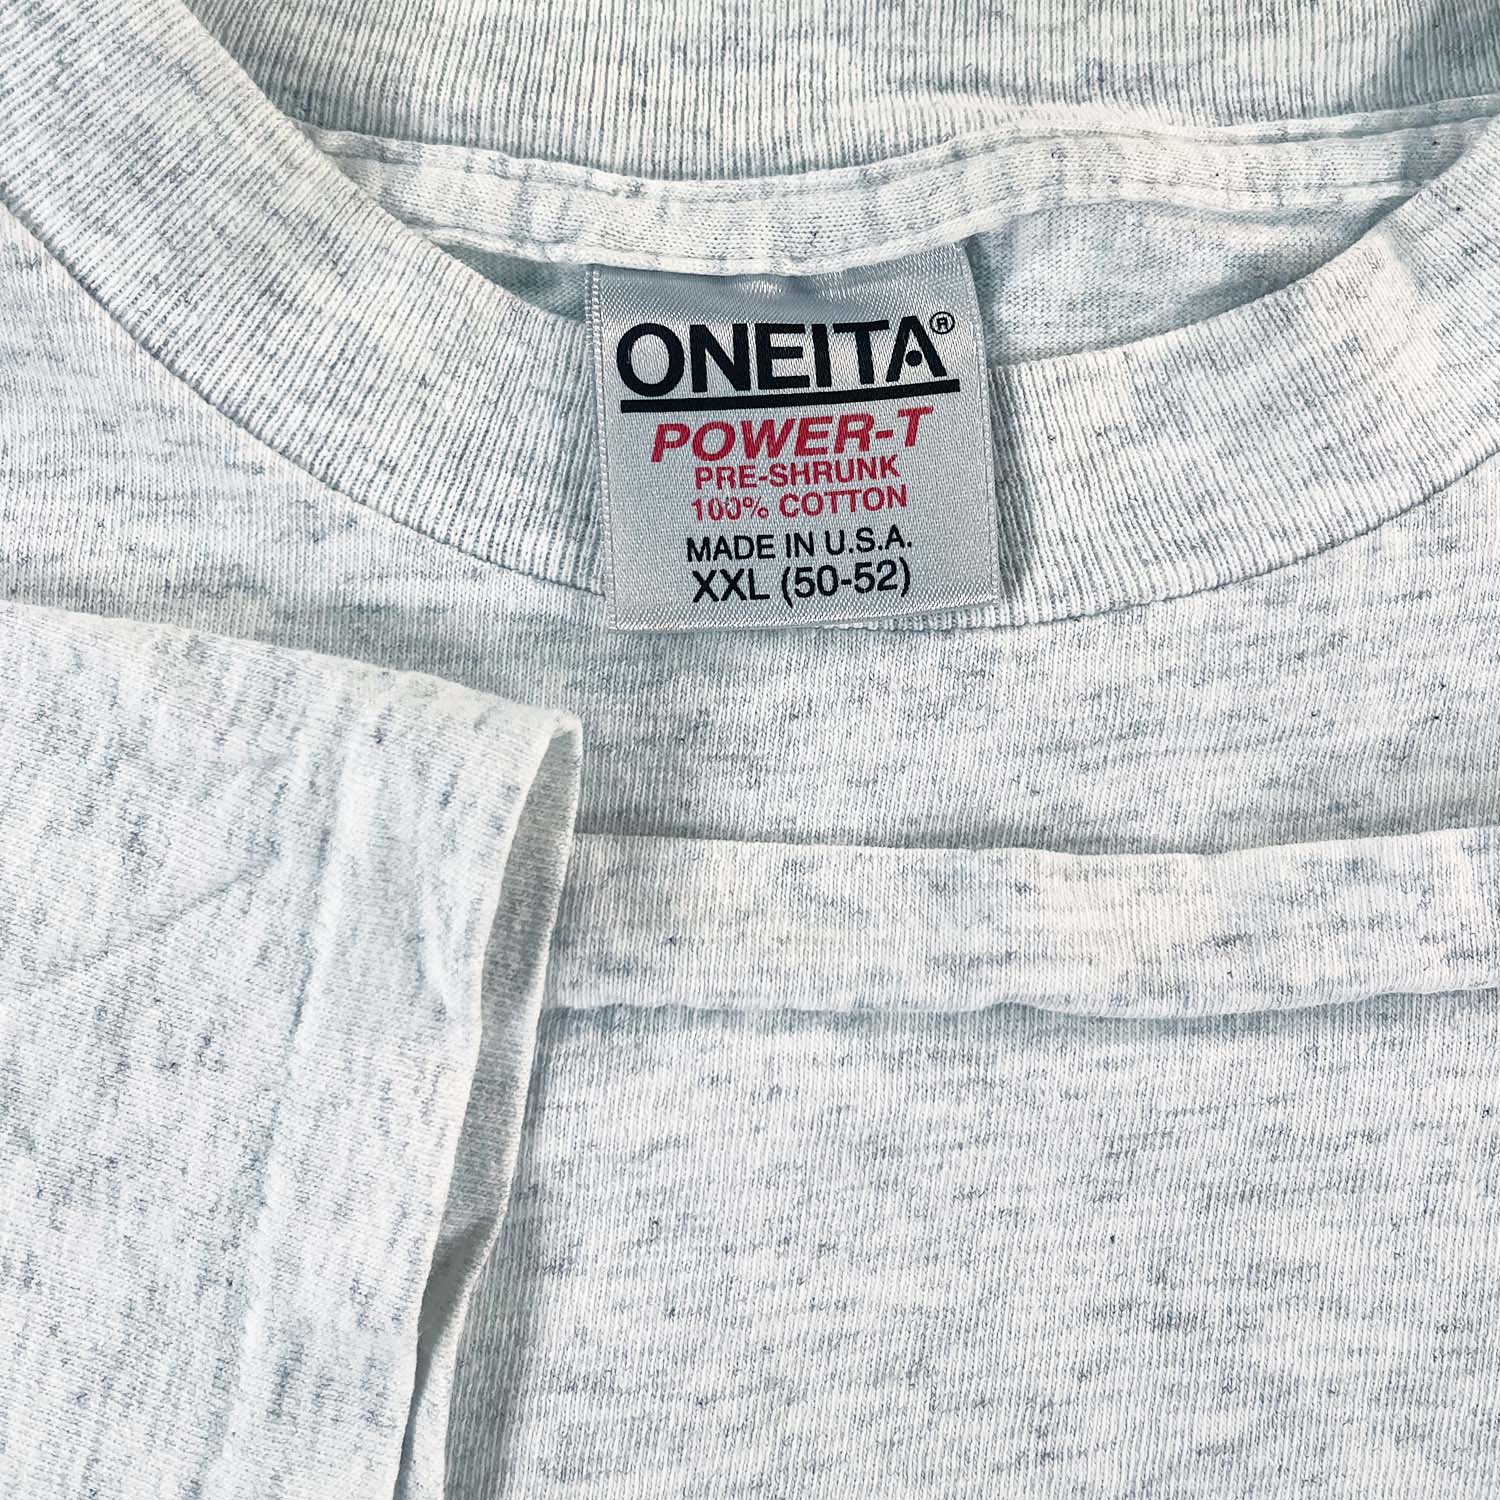 ONEITA®
POWER-T
PRE-SHRUNK
100% COTTON
MADE IN U.S.A.
XXL (50-52)